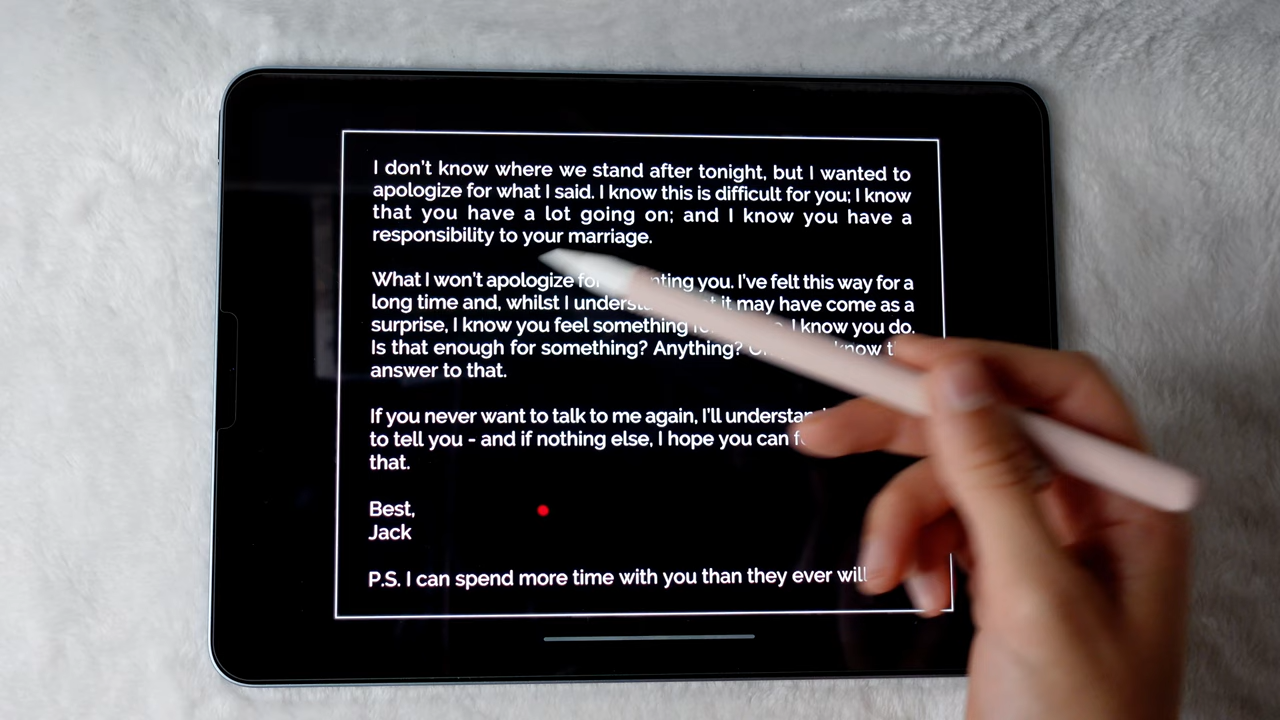 I don't know where we stand after tonight, but I wanted to
apologize for what I said. I know this is difficult for you; I know
that you have a lot going on; and I know you have a
responsibility to your marriage.
What I won't apologize you. I've felt this way for a
long time and, whilst I it may have come as a
surprise, I know you feel something I know you do.
Is that enough for something? Anything? know
answer to that.
If you never want to talk to me again, I'll
to tell you - and if nothing else, I hope you can
that.
Best,
Jack
P.S. I can spend more time with you than they ever will